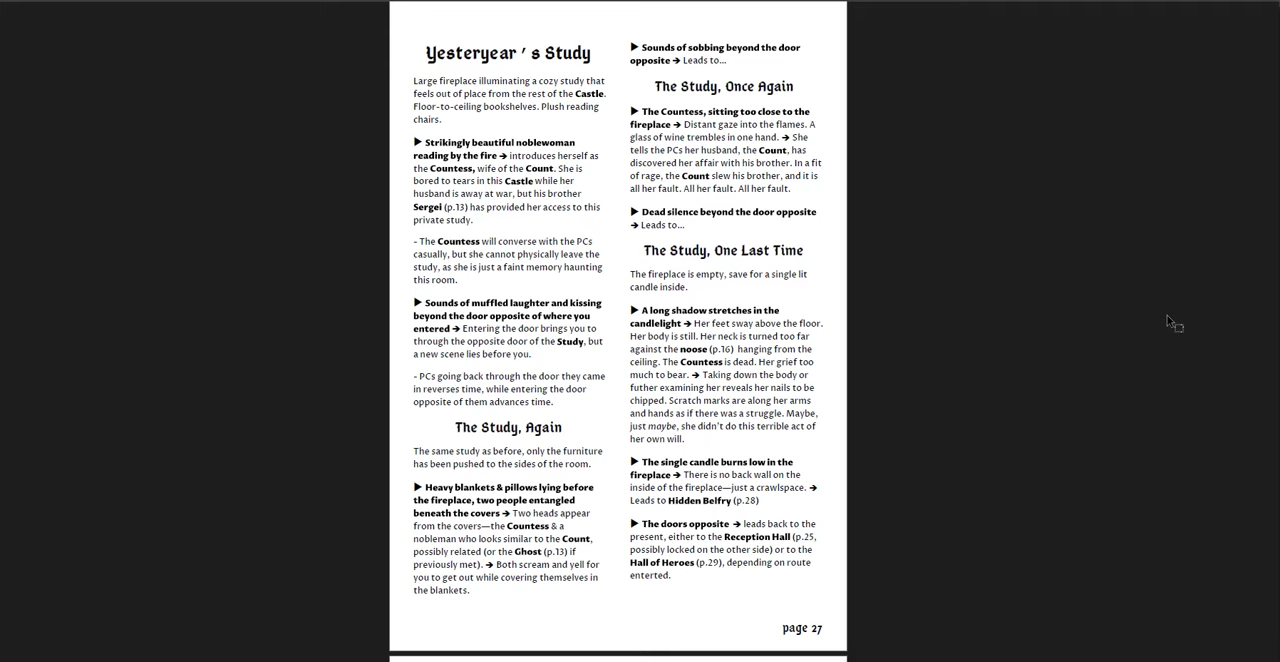 Yesteryear ' s Study
Large fireplace illuminating a cozy study that
feels out of place from the rest of the Castle.
Floor-to-ceiling bookshelves. Plush reading
chairs.
▶ Strikingly beautiful noblewoman
reading by the fire → introduces herself as
the Countess, wife of the Count. She is
bored to tears in this Castle while her
husband is away at war, but his brother
Sergei (p.13) has provided her access to this
private study.
- The Countess will converse with the PCs
casually, but she cannot physically leave the
study, as she is just a faint memory haunting
this room.
▶ Sounds of muffled laughter and kissing
beyond the door opposite of where you
entered → Entering the door brings you to
through the opposite door of the Study, but
a new scene lies before you.
- PCs going back through the door they came
in reverses time, while entering the door
opposite of them advances time.
The Study, Again
The same study as before, only the furniture
has been pushed to the sides of the room.
▶ Heavy blankets & pillows lying before
the fireplace, two people entangled
beneath the covers → Two heads appear
from the covers—the Countess & a
nobleman who looks similar to the Count,
possibly related (or the Ghost (p.13) if
previously met). → Both scream and yell for
you to get out while covering themselves in
the blankets.
▶ Sounds of sobbing beyond the door
opposite → Leads to...
The Study, Once Again
▶ The Countess, sitting too close to the
fireplace → Distant gaze into the flames. A
glass of wine trembles in one hand. → She
tells the PCs her husband, the Count, has
discovered her affair with his brother. In a fit
of rage, the Count slew his brother, and it is
all her fault. All her fault. All her fault.
▶ Dead silence beyond the door opposite
→ Leads to...
The Study, One Last Time
The fireplace is empty, save for a single lit
candle inside.
▶ A long shadow stretches in the
candlelight → Her feet sway above the floor.
Her body is still. Her neck is turned too far
against the noose (p.16) hanging from the
ceiling. The Countess is dead. Her grief too
much to bear. → Taking down the body or
futher examining her reveals her nails to be
chipped. Scratch marks are along her arms
and hands as if there was a struggle. Maybe,
just maybe, she didn't do this terrible act of
her own will.
▶ The single candle burns low in the
fireplace → There is no back wall on the
inside of the fireplace—just a crawlspace. →
Leads to Hidden Belfry (p.28)
▶ The doors opposite → leads back to the
present, either to the Reception Hall (p.25,
possibly locked on the other side) or to the
Hall of Heroes (p.29), depending on route
enterted.
page 27